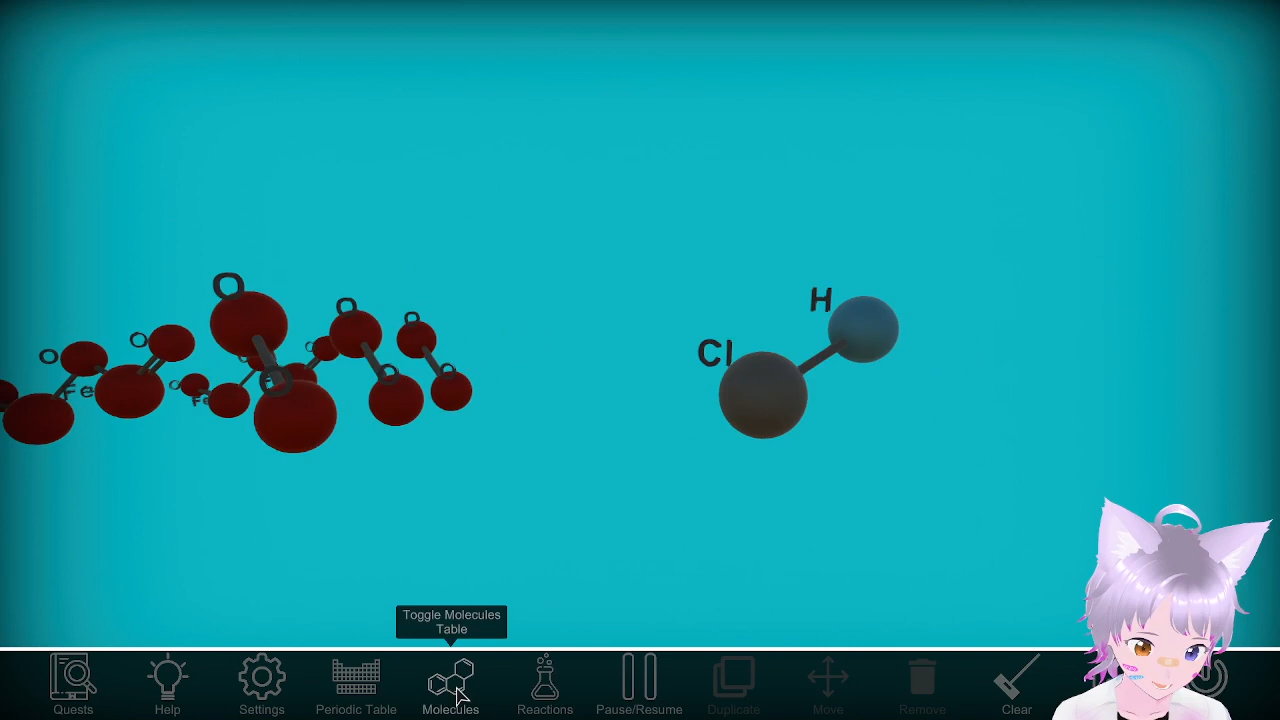 O
O
O
O
O
H
Cl
O
O
O
Fe
O
Fe
O
O
Toggle Molecules
Table
Quests
Help
Settings
Periodic Table
Molecules
Reactions
Pause/Resume
Duplicate
Move
Remove
Clear